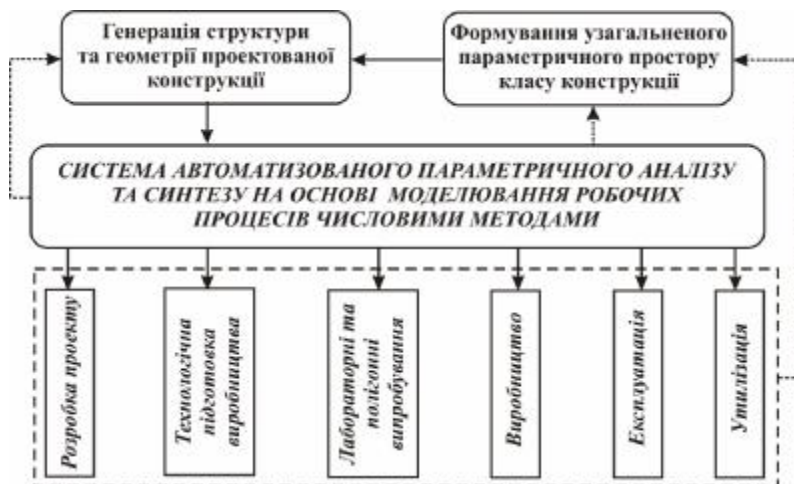 Генерація структури
та геометрії проектованої
конструкції
Формування узагальненого
параметричного простору
класу конструкції
СИСТЕМА АВТОМАТИЗОВАНОГО ПАРАМЕТРИЧНОГО АНАЛІЗУ
ТА СИНТЕЗУ НА ОСНОВІ МОДЕЛЮВАННЯ РОБОЧИХ
ПРОЦЕСІВ ЧИСЛОВИМИ МЕТОДАМИ
Розробка проекту
Технологічна
підготовка
виробництва
Лабораторні та
полігонні
випробування
Виробництво
Експлуатація
Утилізація